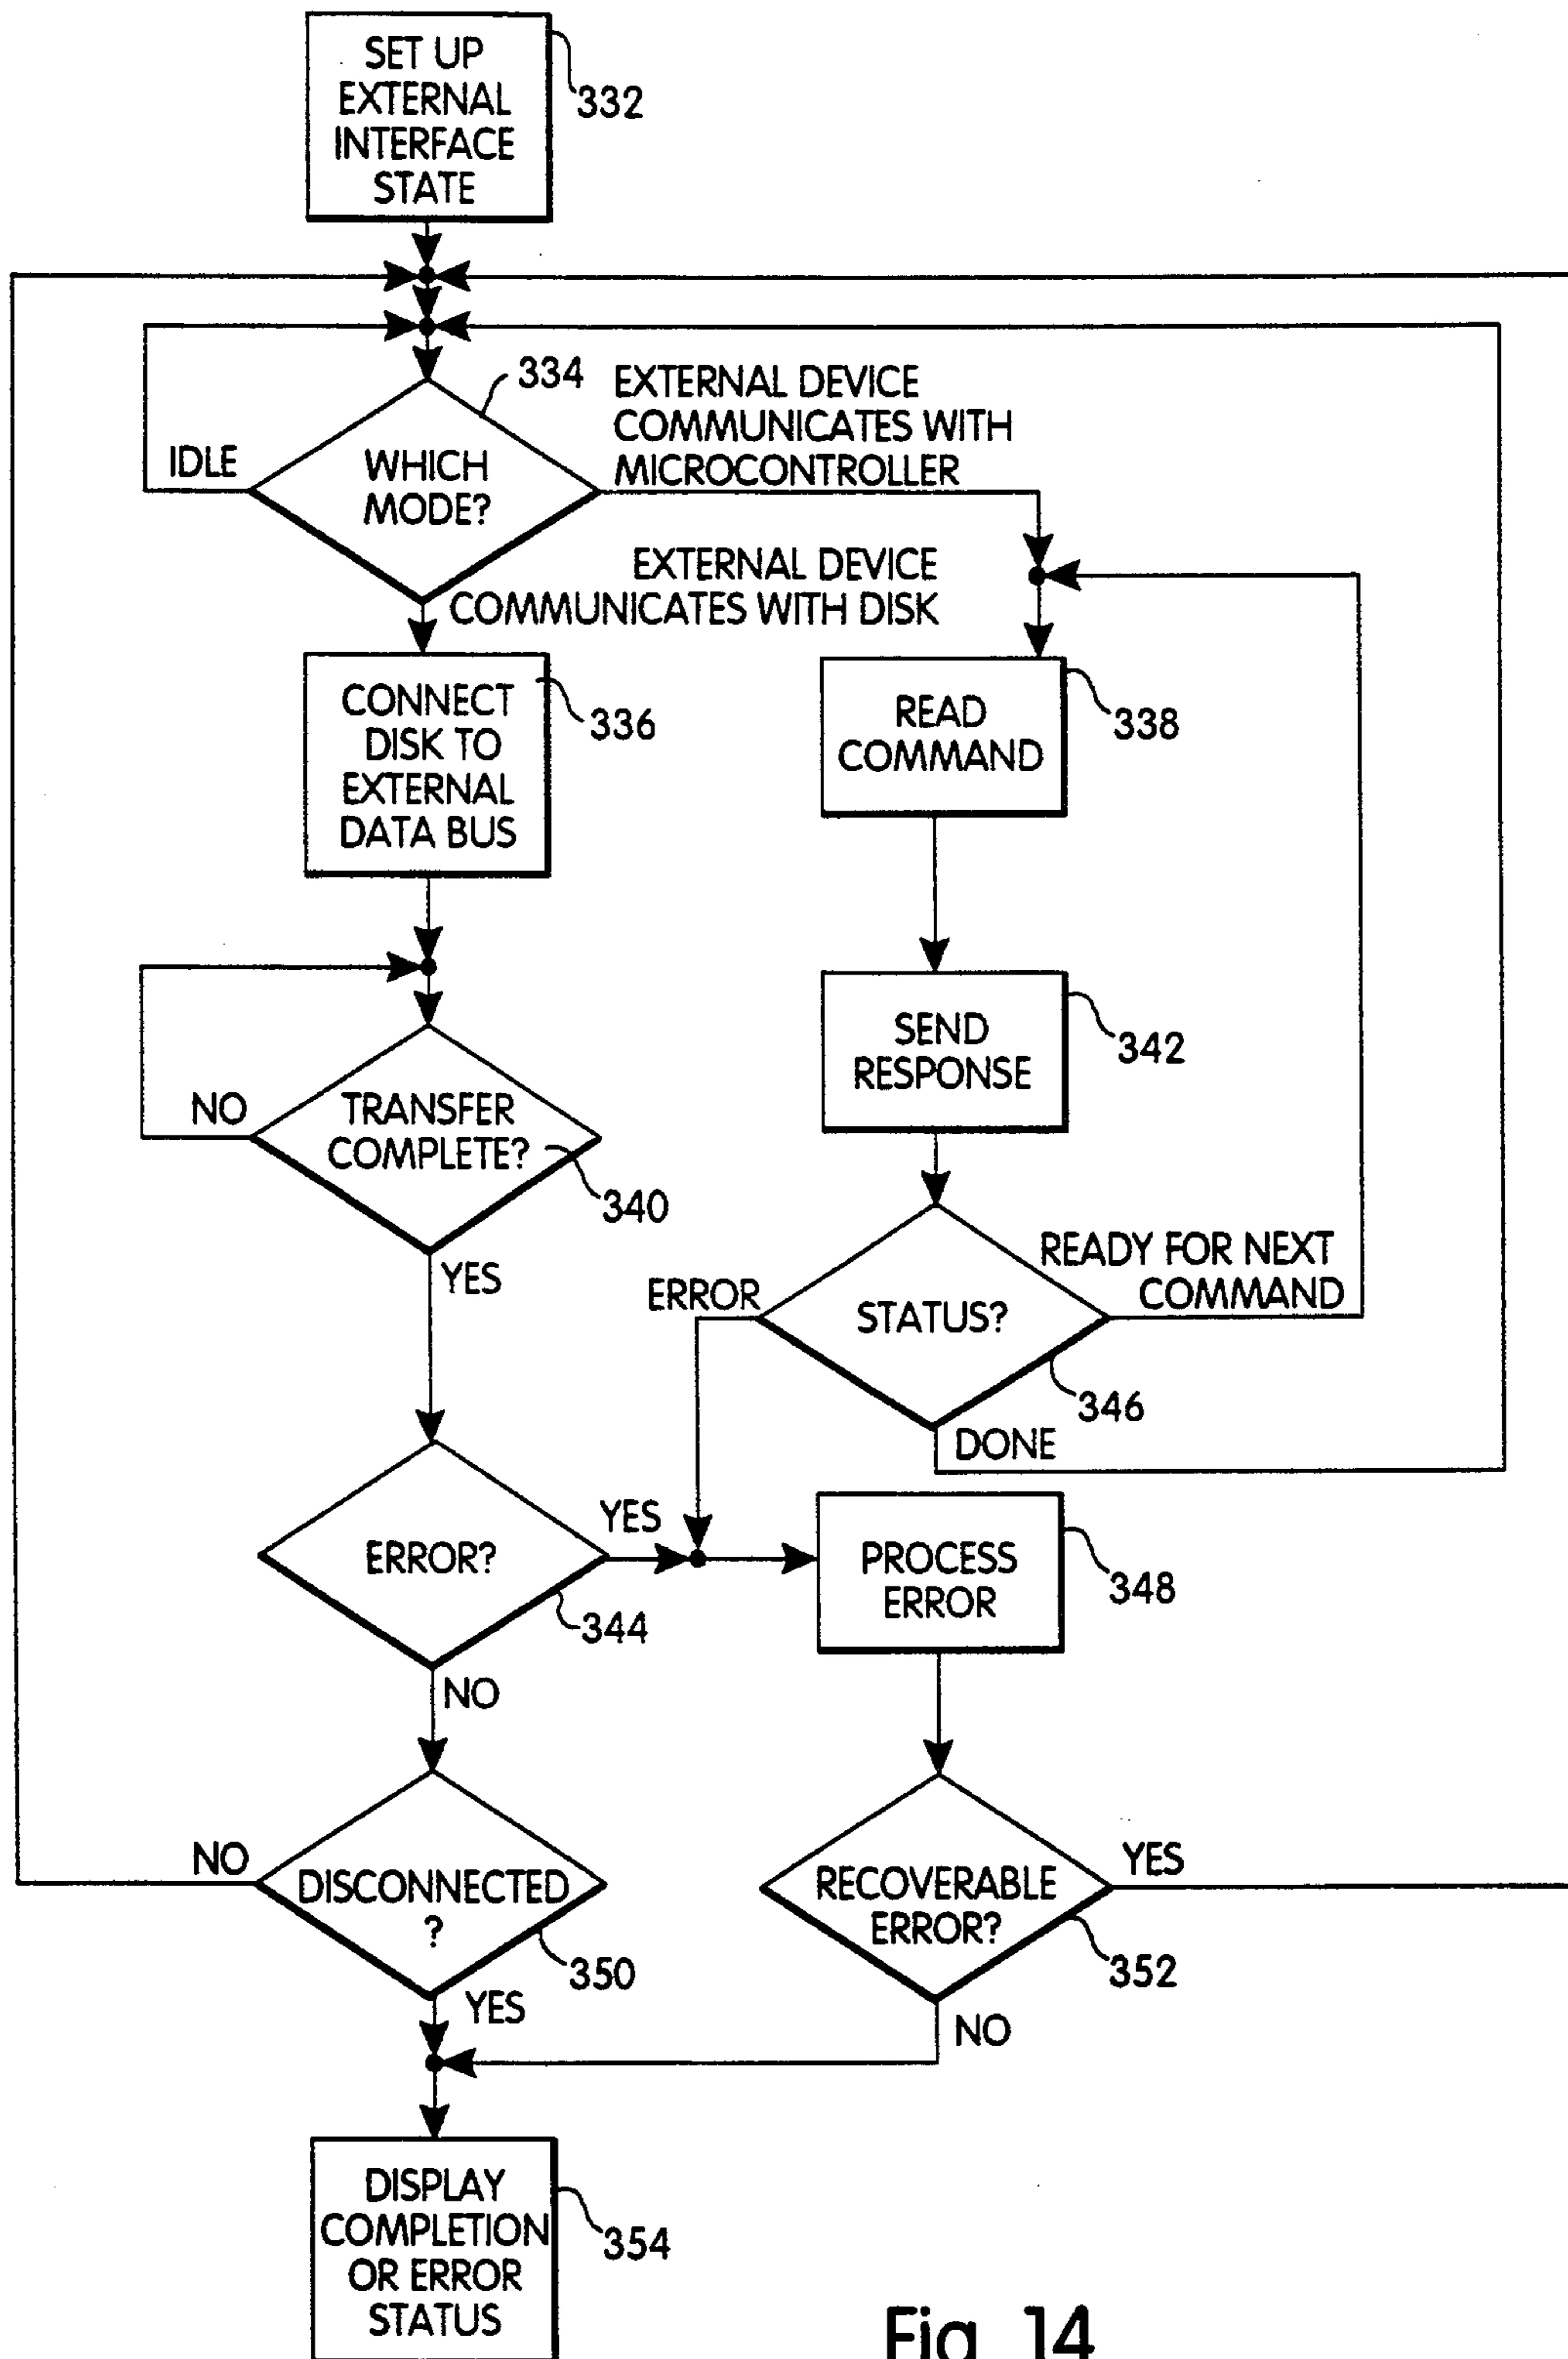 SET UP
EXTERNAL
INTERFACE
STATE
332
334
EXTERNAL DEVICE
COMMUNICATES WITH
MICROCONTROLLER
IDLE
WHICH
MODE?
EXTERNAL DEVICE
COMMUNICATES WITH DISK
CONNECT
DISK TO
EXTERNAL
DATA BUS
336
READ
COMMAND
338
SEND
RESPONSE
342
NO
TRANSFER
COMPLETE?
340
YES
READY FOR NEXT
COMMAND
ERROR
STATUS?
346
DONE
ERROR?
YES
344
NO
PROCESS
ERROR
348
NO
DISCONNECTED
?
350
YES
RECOVERABLE
ERROR?
YES
352
NO
DISPLAY
COMPLETION
OR ERROR
STATUS
354
Fig. 14